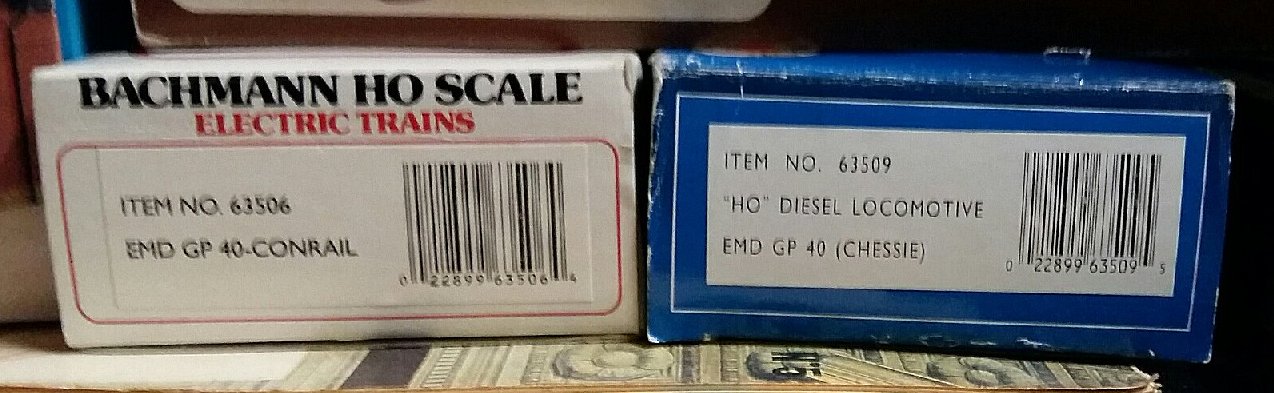 BACHMANN HO SCALE
ELECTRIC TRAINS
ITEM NO. 63506
EMD GP 40-CONRAIL
0 22899 63506 4
ITEM NO. 63509
"HO" DIESEL LOCOMOTIVE
EMD GP 40 (CHESSIE)
0 22899 63509 5